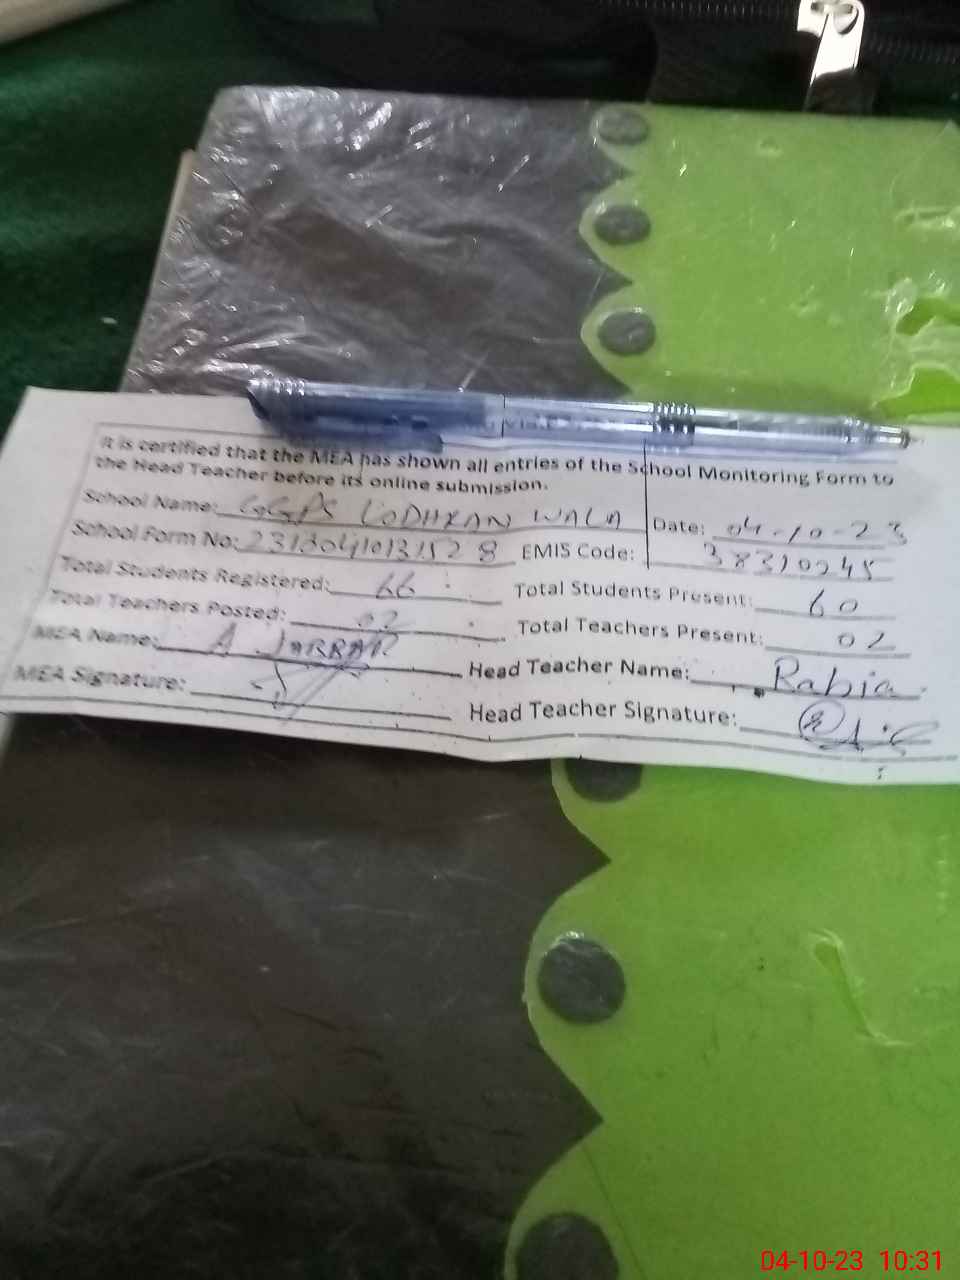 It is certified that the MEA has shown all entries of the School Monitoring Form to
the Head Teacher before its online submission.
School Name: GGPS LODHRAN WALA Date: 04-10-23
School Form No: EMIS Code: 38310245
Total Students Registered: 66 Total Students Present: 60
Total Teachers Posted: 02 Total Teachers Present: 02
MEA Name: A JARRAR Head Teacher Name: Rabia
MEA Signature: Head Teacher Signature:
04-10-23 10:31